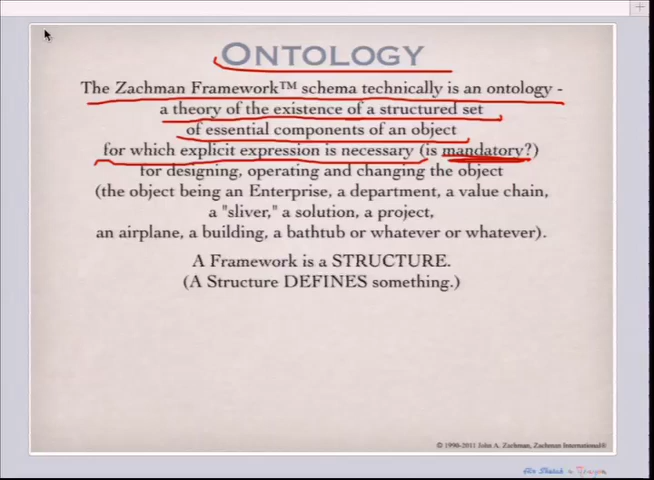 ONTOLOGY
The Zachman Framework™ schema technically is an ontology -
a theory of the existence of a structured set
of essential components of an object
for which explicit expression is necessary (is mandatory?)
for designing, operating and changing the object
(the object being an Enterprise, a department, a value chain,
a "sliver," a solution, a project,
an airplane, a building, a bathtub or whatever or whatever).
A Framework is a STRUCTURE.
(A Structure DEFINES something.)
© 1990-2011 John A. Zachman, Zachman International®